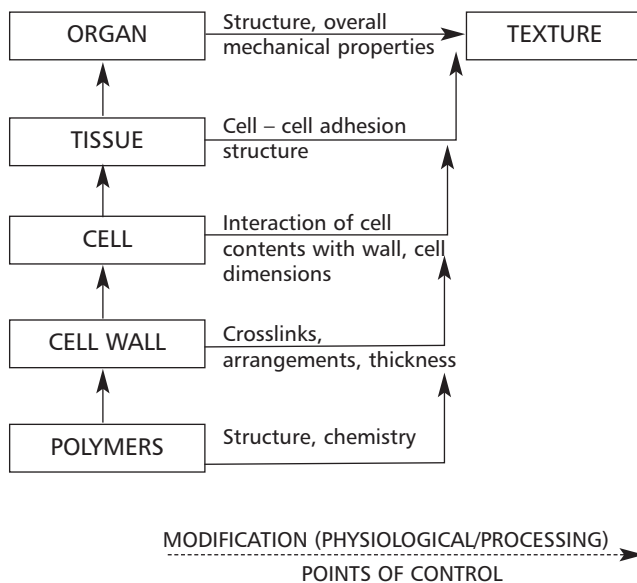 ORGAN
Structure, overall
mechanical properties
TEXTURE
TISSUE
Cell – cell adhesion
structure
CELL
Interaction of cell
contents with wall, cell
dimensions
CELL WALL
Crosslinks,
arrangements, thickness
POLYMERS
Structure, chemistry
MODIFICATION (PHYSIOLOGICAL/PROCESSING)
POINTS OF CONTROL